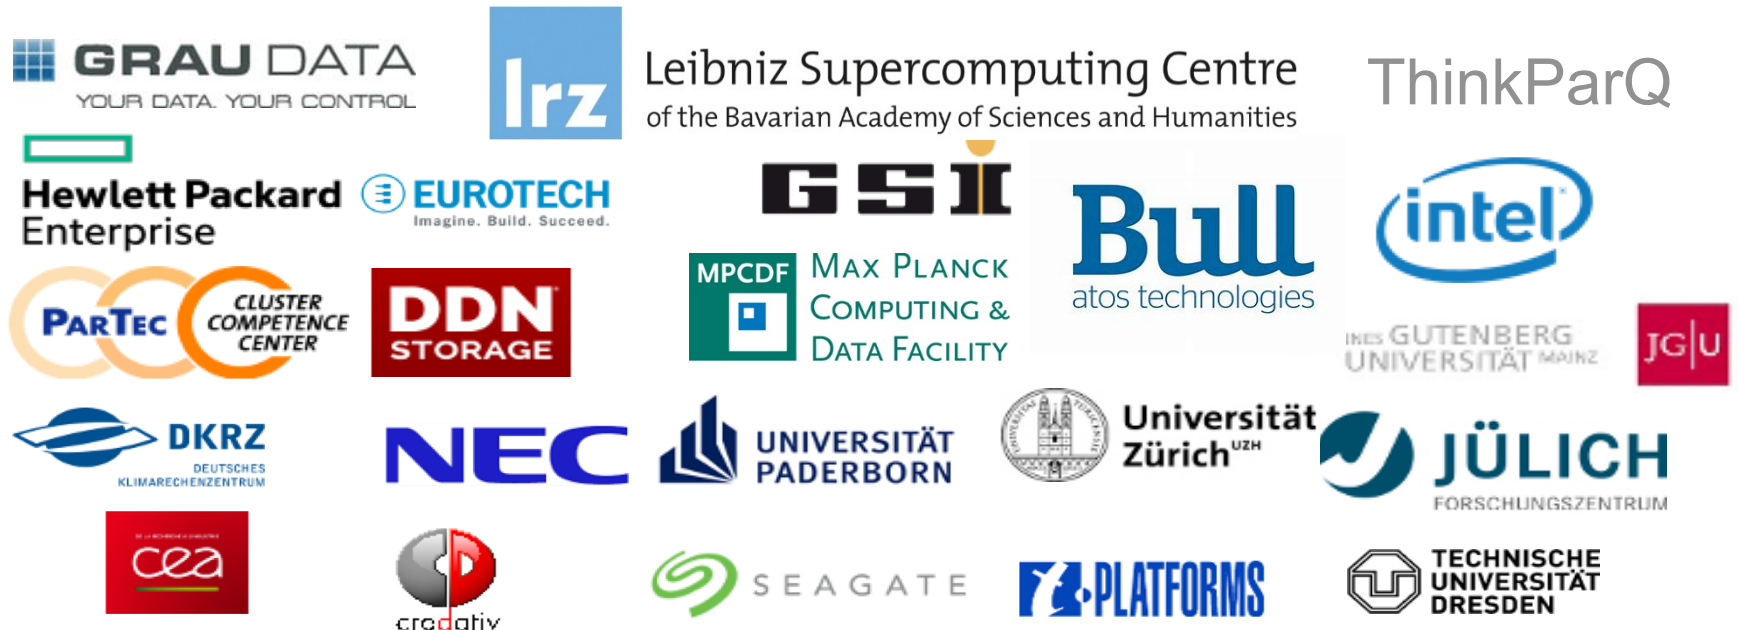 GRAU DATA
YOUR DATA. YOUR CONTROL
lrz
Leibniz Supercomputing Centre
of the Bavarian Academy of Sciences and Humanities
ThinkParQ
Hewlett Packard
Enterprise
EUROTECH
Imagine. Build. Succeed.
GSI
Bull
atos technologies
intel
PARTEC
CLUSTER
COMPETENCE
CENTER
DDN
STORAGE
MPCDF
MAX PLANCK
COMPUTING &
DATA FACILITY
GUTENBERG
UNIVERSITÄT MAINZ
JG|U
DKRZ
DEUTSCHES
KLIMARECHENZENTRUM
NEC
UNIVERSITÄT
PADERBORN
Universität
Zürich UZH
JÜLICH
FORSCHUNGSZENTRUM
cea
credativ
SEAGATE
PLATFORMS
TECHNISCHE
UNIVERSITÄT
DRESDEN